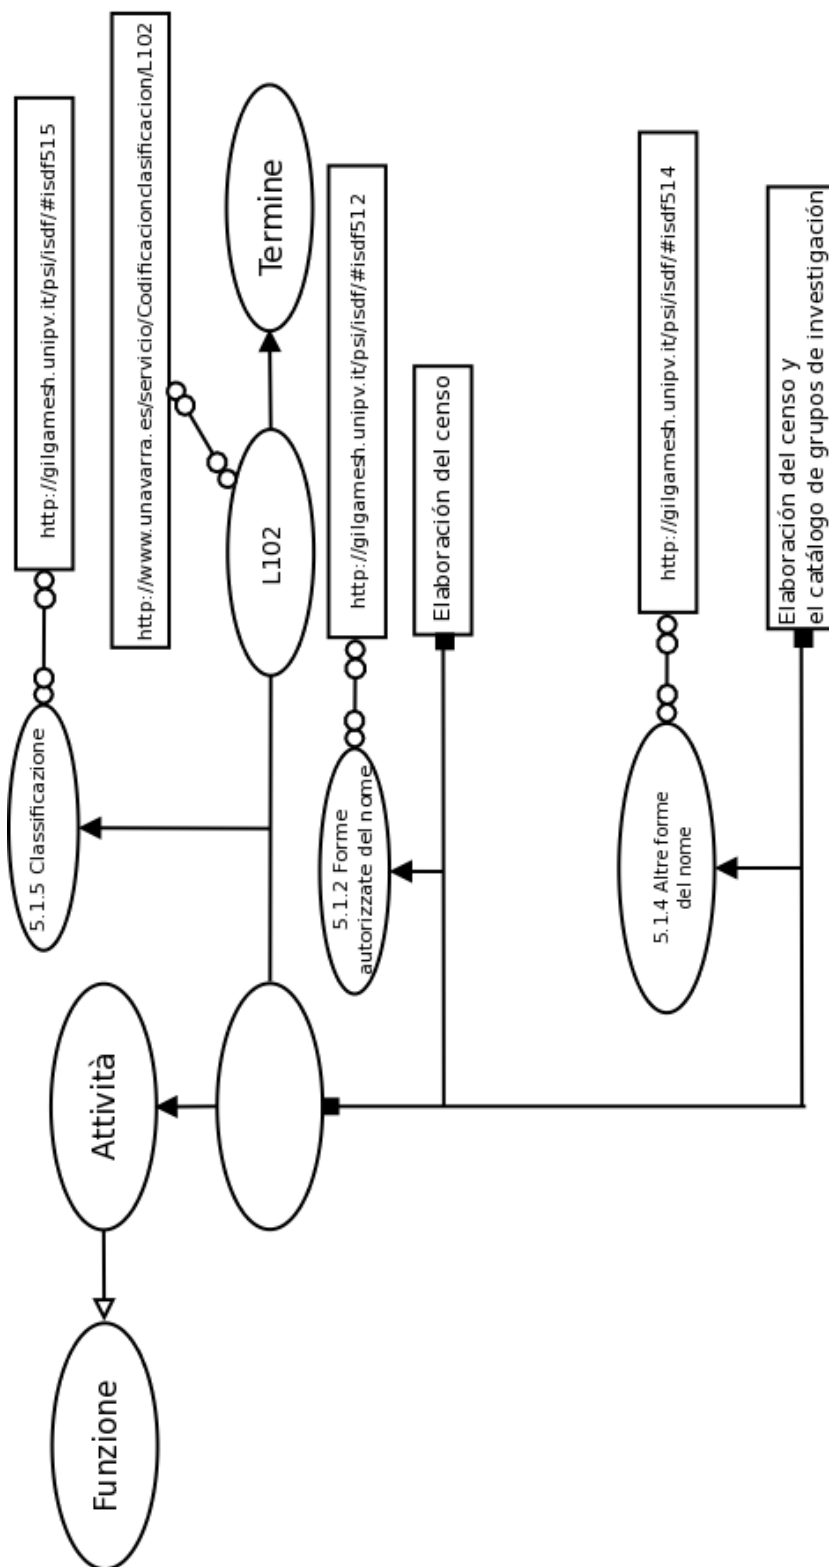 http://gilgamesh.unipv.it/psi/isdf/#isdf515
5.1.5 Classificazione
http://www.unavarra.es/servicio/Codificacionclasificacion/L102
Funzione
Attività
L102
Termine
http://gilgamesh.unipv.it/psi/isdf/#isdf512
5.1.2 Forme
autorizzate del nome
Elaboración del censo
http://gilgamesh.unipv.it/psi/isdf/#isdf514
5.1.4 Altre forme
del nome
Elaboración del censo y
el catálogo de grupos de investigación